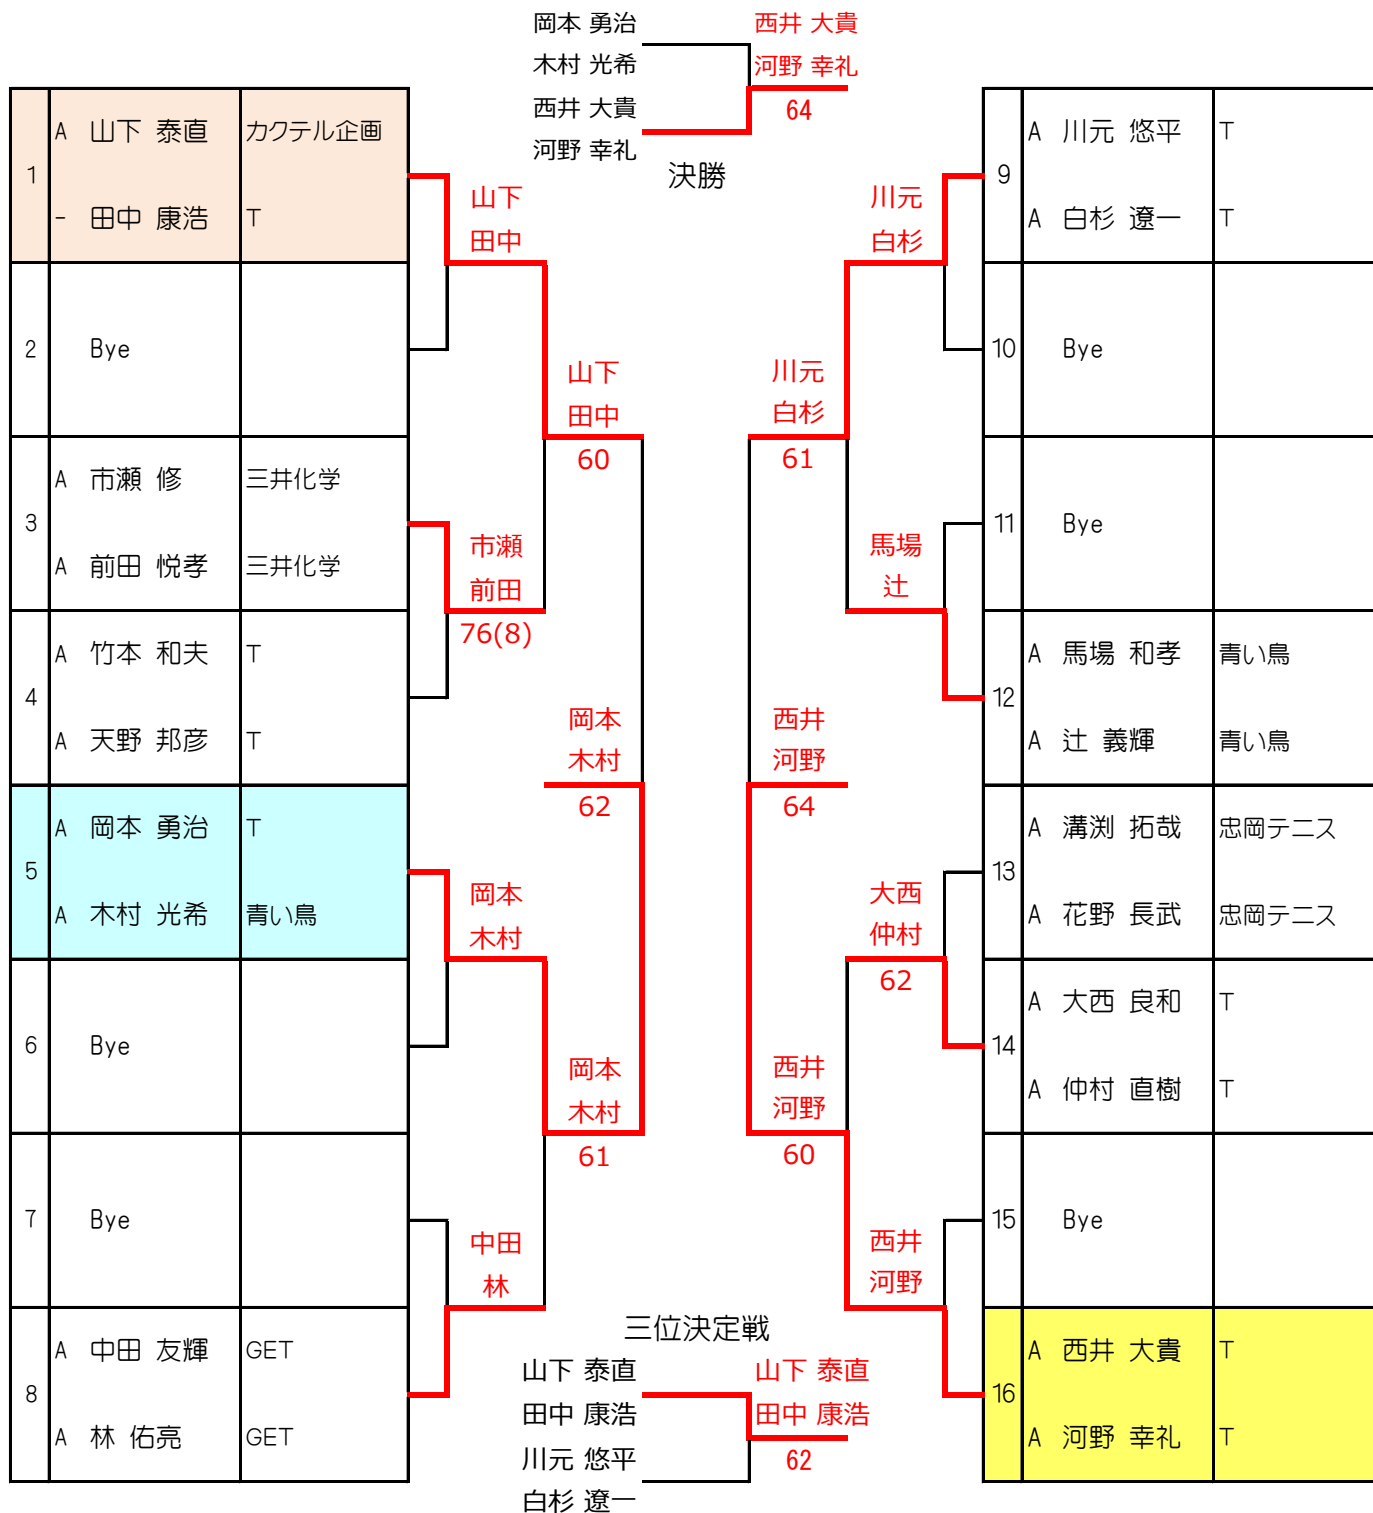 岡本 勇治
木村 光希
西井 大貴
河野 幸礼
西井 大貴
河野 幸礼
64
決勝
1
A 山下 泰直 カクテル企画
- 田中 康浩 T
2 Bye
3
A 市瀬 修 三井化学
A 前田 悦孝 三井化学
4
A 竹本 和夫 T
A 天野 邦彦 T
5
A 岡本 勇治 T
A 木村 光希 青い鳥
6 Bye
7 Bye
8
A 中田 友輝 GET
A 林 佑亮 GET
山下
田中
市瀬
前田
76(8)
岡本
木村
中田
林
山下
田中
60
岡本
木村
61
岡本
木村
62
西井
河野
64
川元
白杉
61
西井
河野
60
川元
白杉
馬場
辻
大西
仲村
62
西井
河野
9
A 川元 悠平 T
A 白杉 遼一 T
10 Bye
11 Bye
12
A 馬場 和孝 青い鳥
A 辻 義輝 青い鳥
13
A 溝渕 拓哉 忠岡テニス
A 花野 長武 忠岡テニス
14
A 大西 良和 T
A 仲村 直樹 T
15 Bye
16
A 西井 大貴 T
A 河野 幸礼 T
三位決定戦
山下 泰直
田中 康浩
川元 悠平
白杉 遼一
山下 泰直
田中 康浩
62